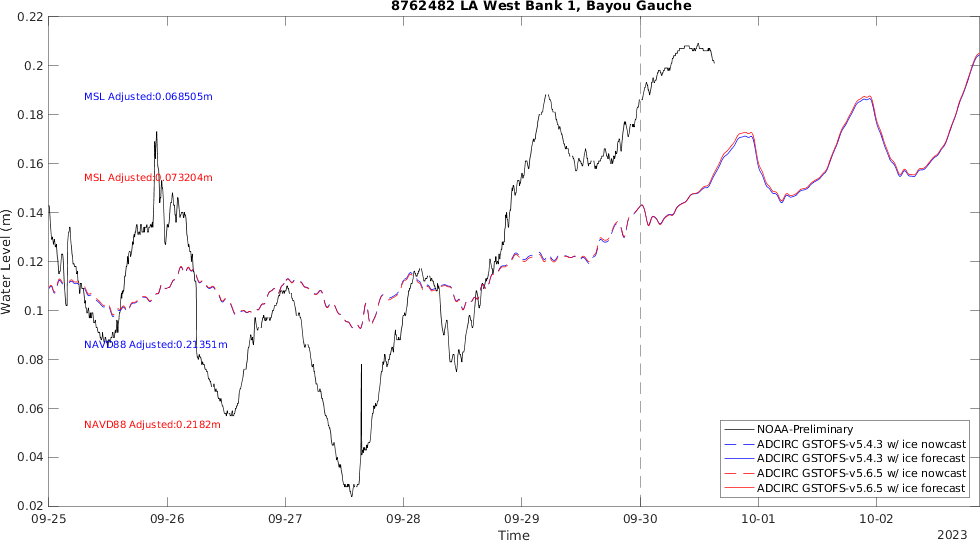 8762482 LA West Bank 1, Bayou Gauche
0.22
0.2
0.18
0.16
0.14
0.12
0.1
0.08
0.06
0.04
0.02
Water Level (m)
MSL Adjusted:0.068505m
MSL Adjusted:0.073204m
NAVD88 Adjusted:0.21351m
NAVD88 Adjusted:0.2182m
NOAA-Preliminary
ADCIRC GSTOFS-v5.4.3 w/ ice nowcast
ADCIRC GSTOFS-v5.4.3 w/ ice forecast
ADCIRC GSTOFS-v5.6.5 w/ ice nowcast
ADCIRC GSTOFS-v5.6.5 w/ ice forecast
09-25 09-26 09-27 09-28 09-29 09-30 10-01 10-02
Time
2023